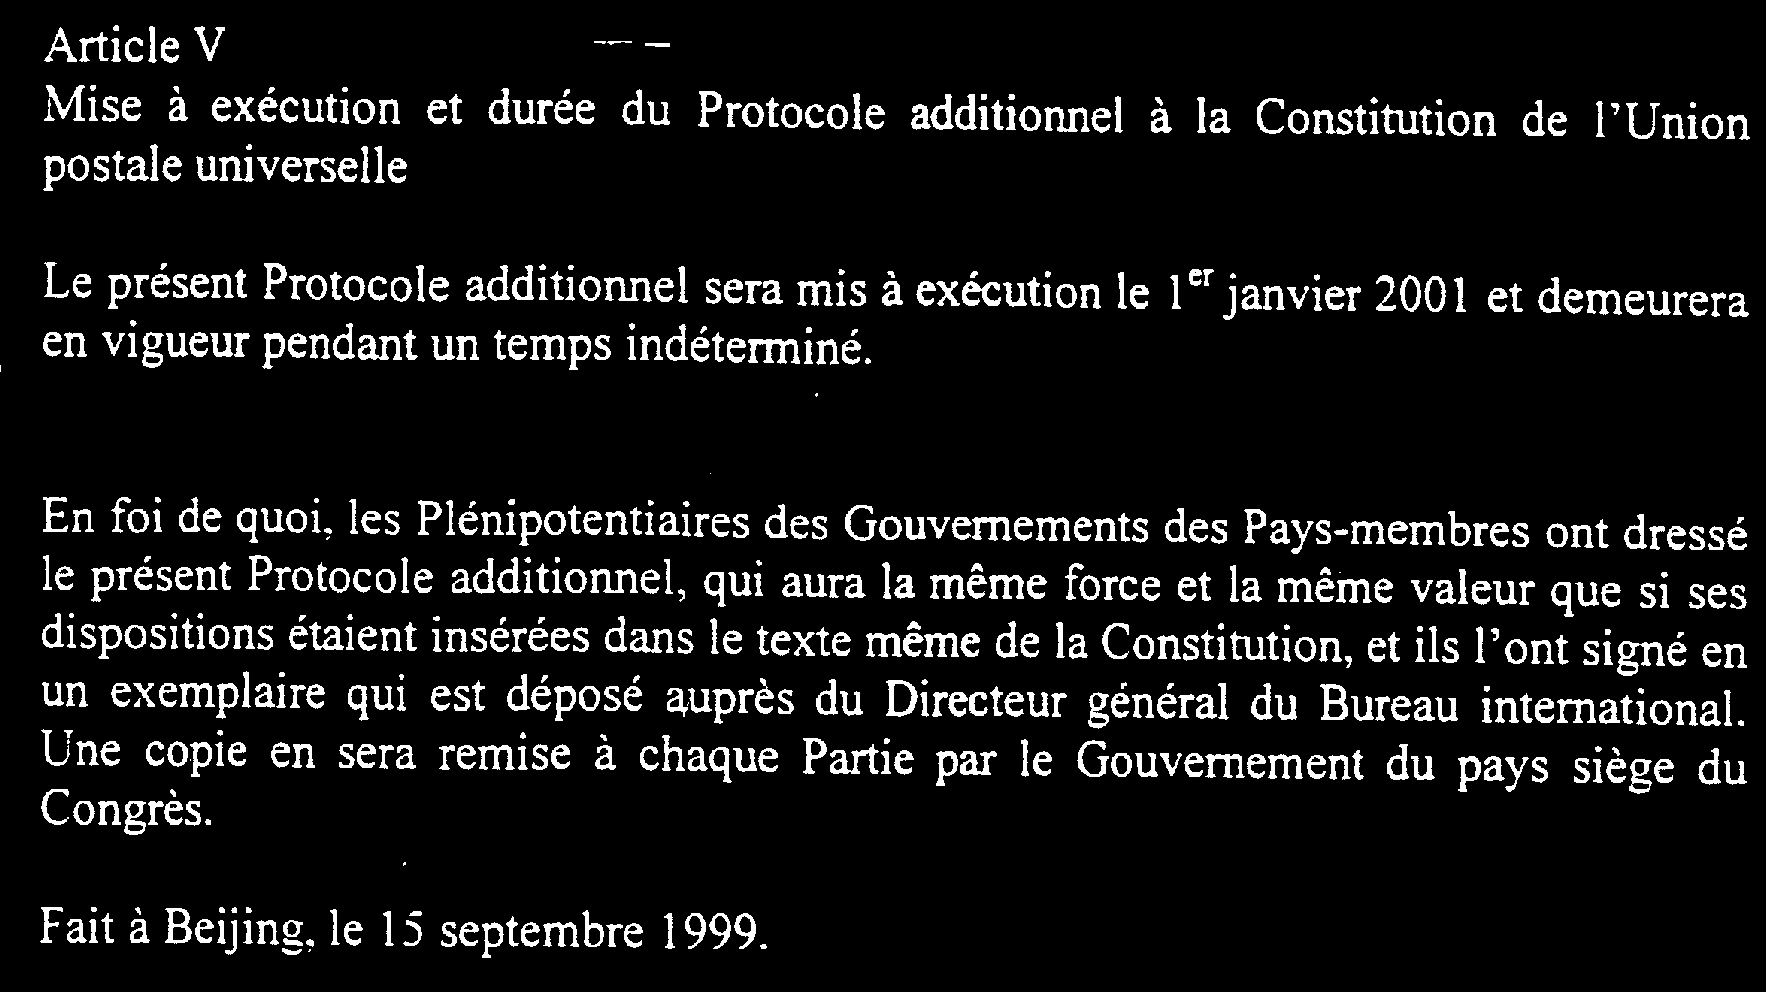 Article V
Mise à exécution et durée du Protocole additionnel à la Constitution de l'Union
postale universelle
Le présent Protocole additionnel sera mis à exécution le 1er janvier 2001 et demeurera
en vigueur pendant un temps indéterminé.
En foi de quoi, les Plénipotentiaires des Gouvernements des Pays-membres ont dressé
le présent Protocole additionnel, qui aura la même force et la même valeur que si ses
dispositions étaient insérées dans le texte même de la Constitution, et ils l'ont signé en
un exemplaire qui est déposé auprès du Directeur général du Bureau international.
Une copie en sera remise à chaque Partie par le Gouvernement du pays siège du
Congrès.
Fait à Beijing, le 15 septembre 1999.